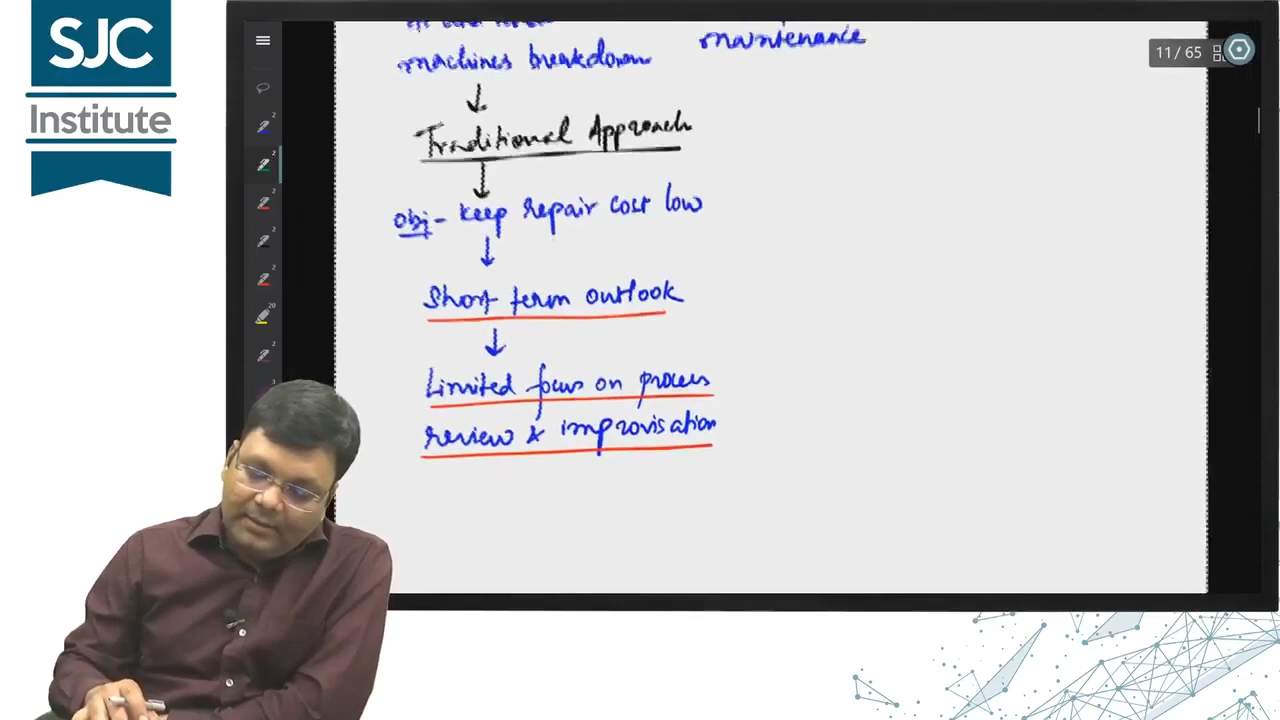 SJC
Institute
11 / 65
maintenance
machines breakdown
Traditional Approach
Obj - keep repair cost low
Short term outlook
Limited focus on process
review & improvisation